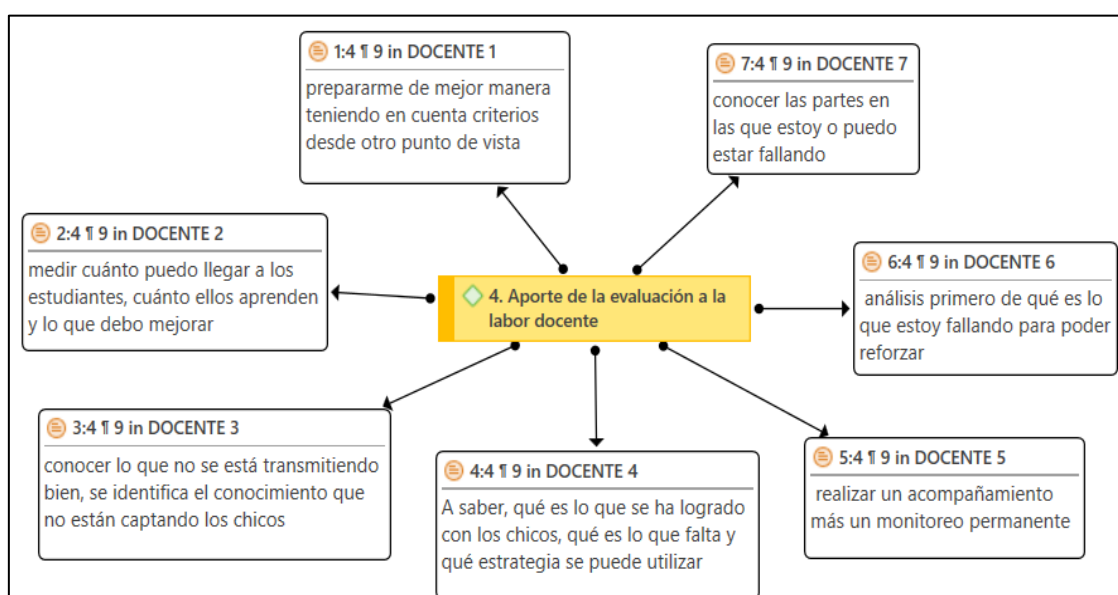 1:4 ¶ 9 in DOCENTE 1
prepararme de mejor manera
teniendo en cuenta criterios
desde otro punto de vista
7:4 ¶ 9 in DOCENTE 7
conocer las partes en
las que estoy o puedo
estar fallando
2:4 ¶ 9 in DOCENTE 2
medir cuánto puedo llegar a los
estudiantes, cuánto ellos aprenden
y lo que debo mejorar
6:4 ¶ 9 in DOCENTE 6
análisis primero de qué es lo
que estoy fallando para poder
reforzar
4. Aporte de la evaluación a la
labor docente
3:4 ¶ 9 in DOCENTE 3
conocer lo que no se está transmitiendo
bien, se identifica el conocimiento que
no están captando los chicos
4:4 ¶ 9 in DOCENTE 4
A saber, qué es lo que se ha logrado
con los chicos, qué es lo que falta y
qué estrategia se puede utilizar
5:4 ¶ 9 in DOCENTE 5
realizar un acompañamiento
más un monitoreo permanente